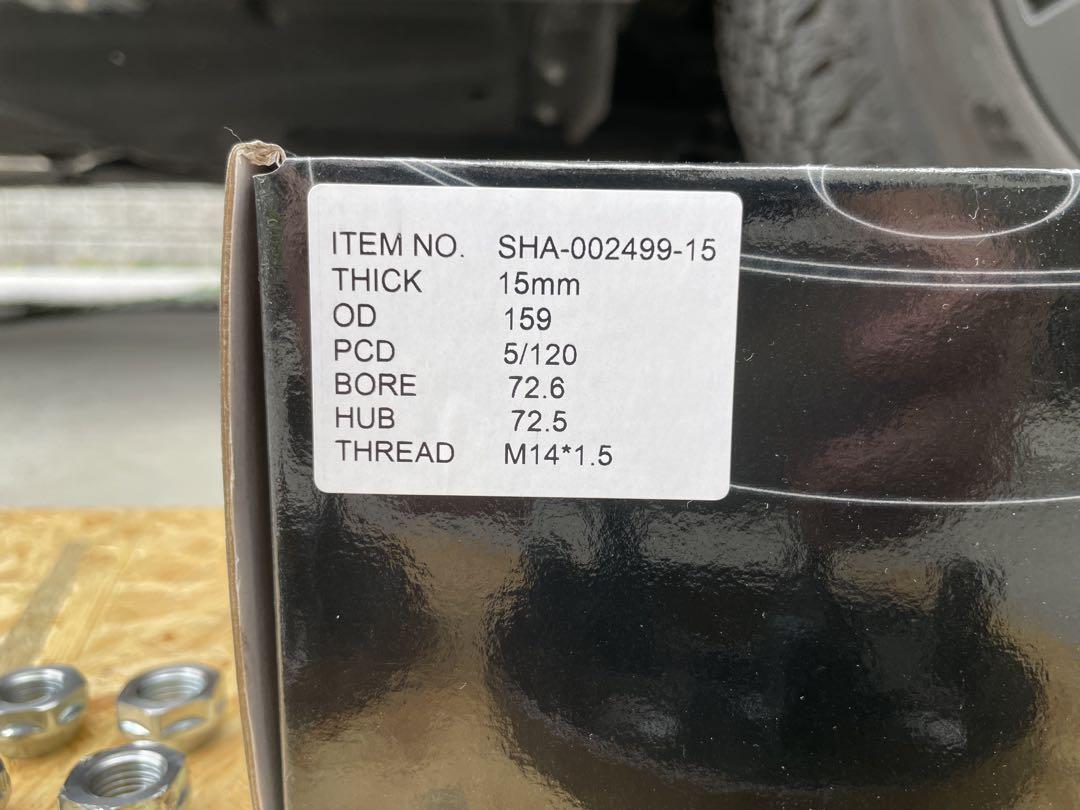 ITEM NO. SHA-002499-15
THICK 15mm
OD 159
PCD 5/120
BORE 72.6
HUB 72.5
THREAD M14*1.5